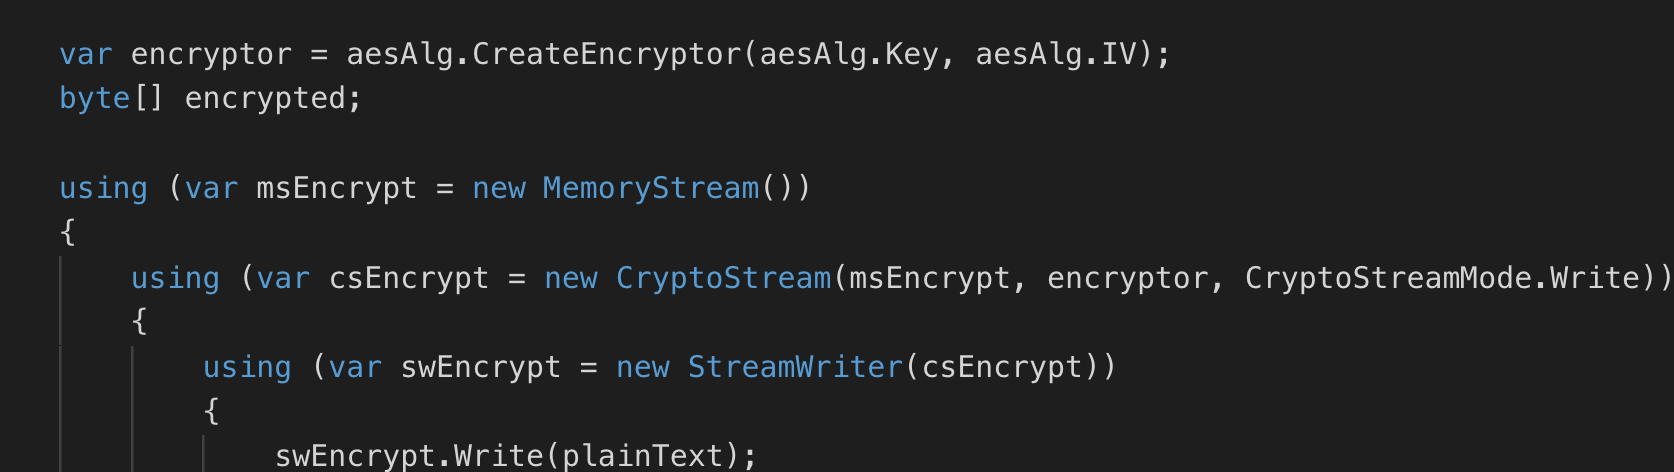 var encryptor = aesAlg.CreateEncryptor(aesAlg.Key, aesAlg.IV);
byte[] encrypted;
using (var msEncrypt = new MemoryStream())
{
using (var csEncrypt = new CryptoStream(msEncrypt, encryptor, CryptoStreamMode.Write))
{
using (var swEncrypt = new StreamWriter(csEncrypt))
{
swEncrypt.Write(plainText);